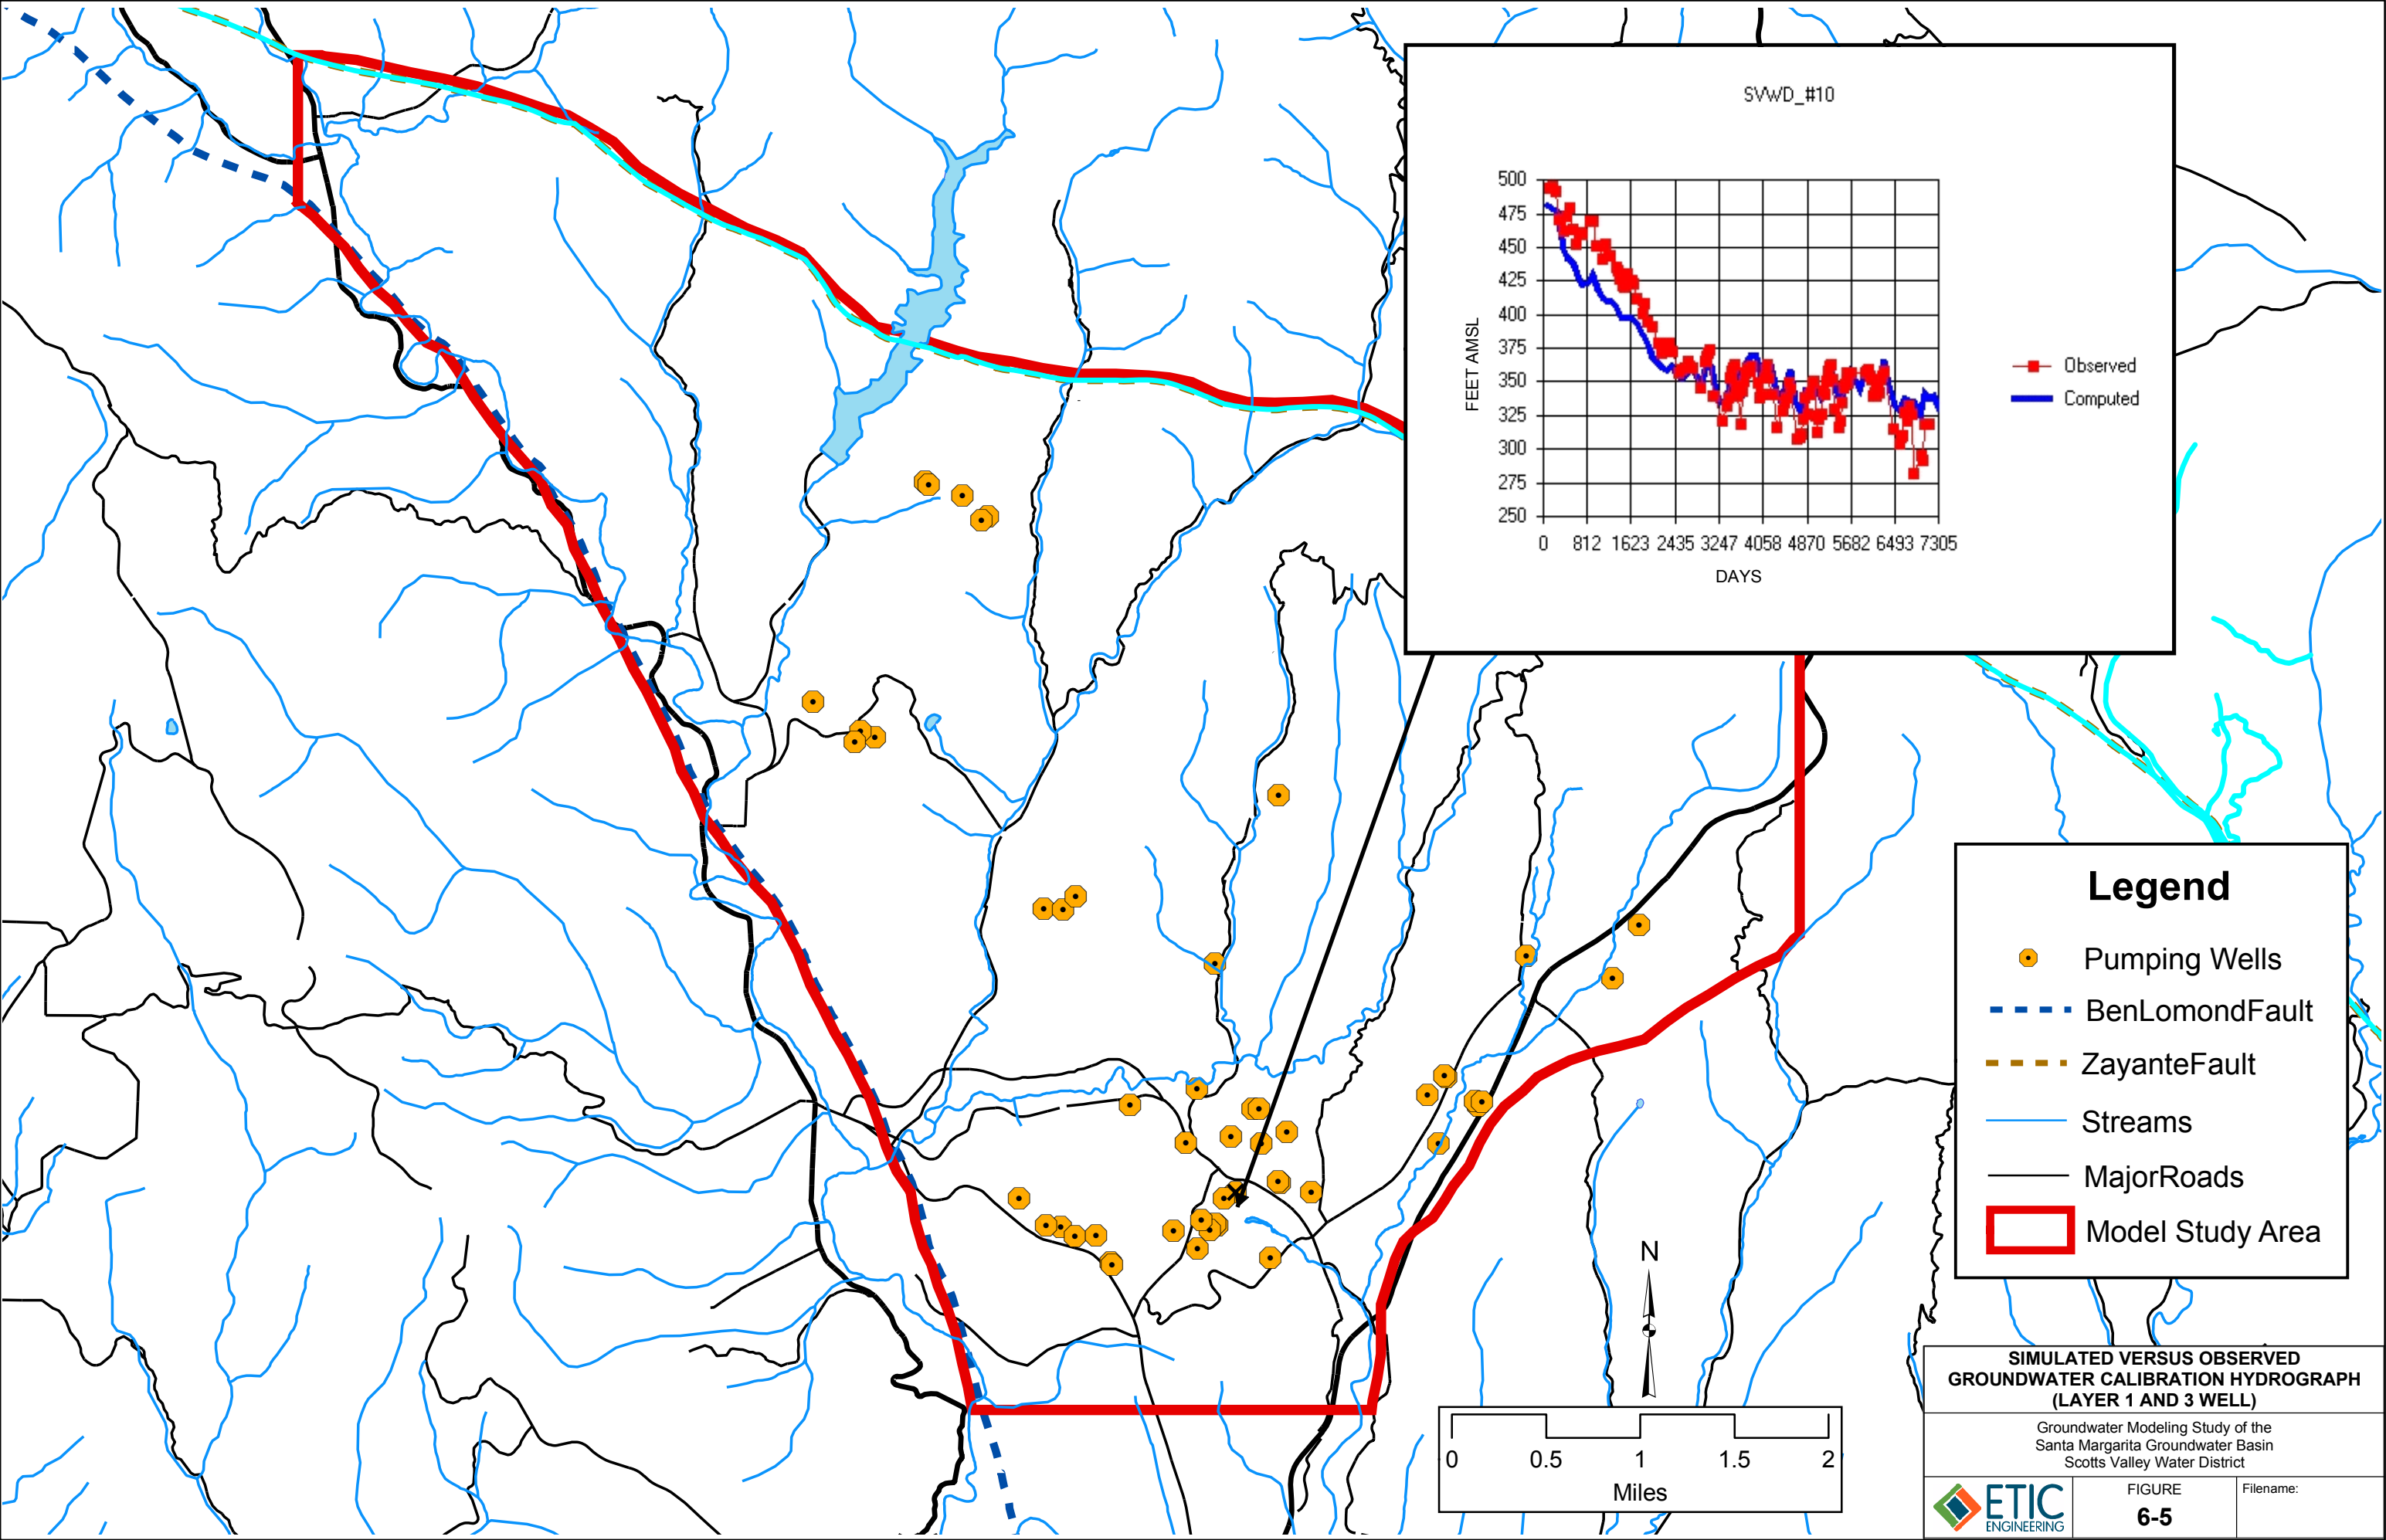 SVWD_#10
500
475
450
425
400
375
350
325
300
275
250
FEET AMSL
0 812 1623 2435 3247 4058 4870 5682 6493 7305
DAYS
Observed
Computed
Legend
Pumping Wells
BenLomondFault
ZayanteFault
Streams
MajorRoads
Model Study Area
N
0 0.5 1 1.5 2
Miles
SIMULATED VERSUS OBSERVED
GROUNDWATER CALIBRATION HYDROGRAPH
(LAYER 1 AND 3 WELL)
Groundwater Modeling Study of the
Santa Margarita Groundwater Basin
Scotts Valley Water District
ETIC
ENGINEERING
FIGURE
6-5
Filename: